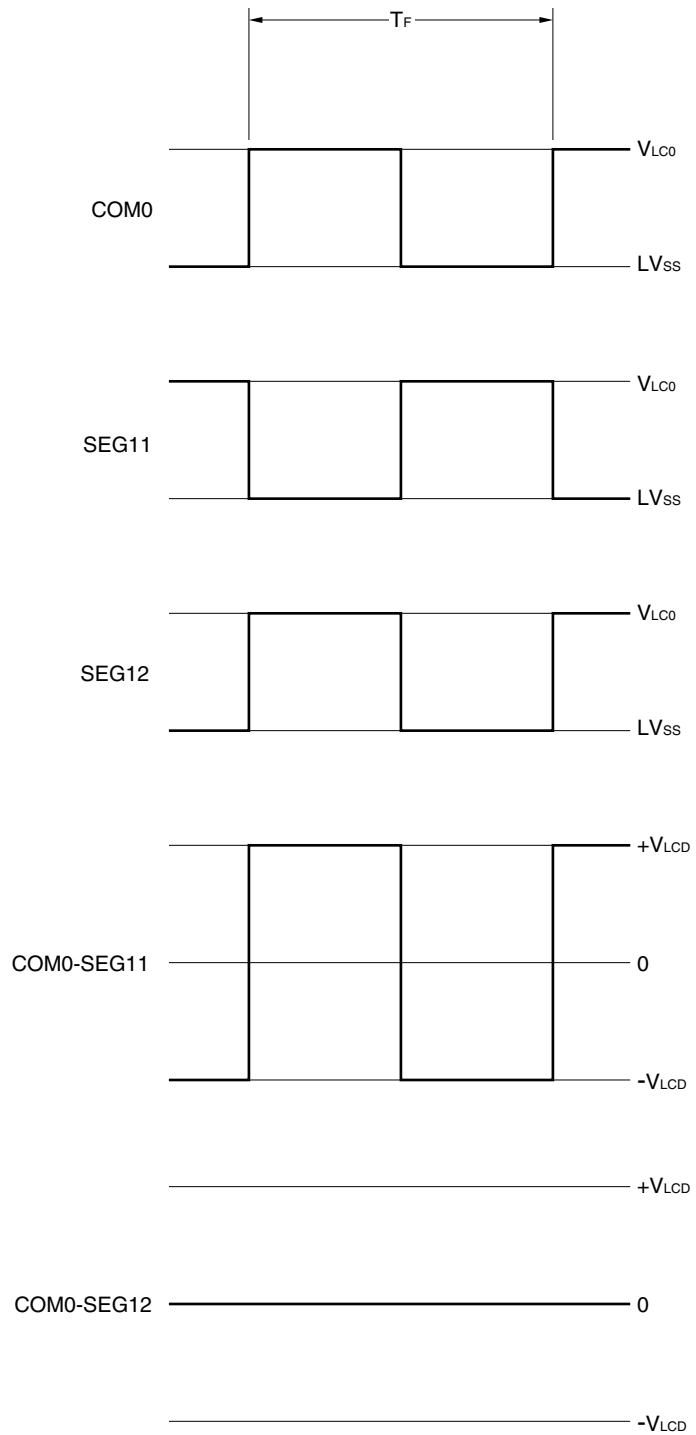 TF
VLC0
COM0
LVSS
VLC0
SEG11
LVSS
VLC0
SEG12
LVSS
+VLCD
COM0-SEG11
0
-VLCD
+VLCD
COM0-SEG12
0
-VLCD